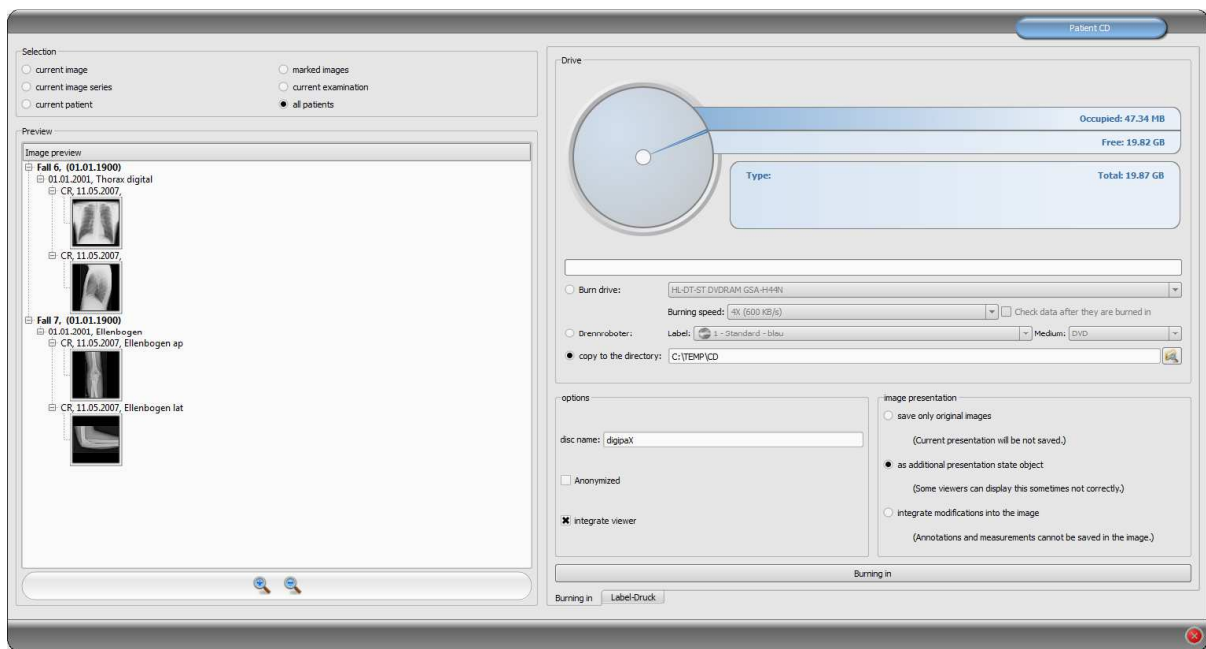 Patient CD
Selection
current image
marked images
current image series
current examination
current patient
all patients
Preview
Image preview
Fall 6, (01.01.1900)
01.01.2001, Thorax digital
CR, 11.05.2007,
CR, 11.05.2007,
Fall 7, (01.01.1900)
01.01.2001, Ellenbogen
CR, 11.05.2007, Ellenbogen ap
CR, 11.05.2007, Ellenbogen lat
Drive
Occupied: 47.34 MB
Free: 19.82 GB
Type:
Total: 19.87 GB
Burn drive:
HL-DT-ST DVDRAM GSA-H44N
Burning speed: 4X (600 KB/s)
Check data after they are burned in
Drennroboter:
Label: 1 - Standard - blau
Medium: DVD
copy to the directory: C:\TEMP\CD
options
disc name: digipaX
Anonymized
integrate viewer
image presentation
save only original images
(Current presentation will be not saved.)
as additional presentation state object
(Some viewers can display this sometimes not correctly.)
integrate modifications into the image
(Annotations and measurements cannot be saved in the image.)
Burning in
Burning in
Label-Druck